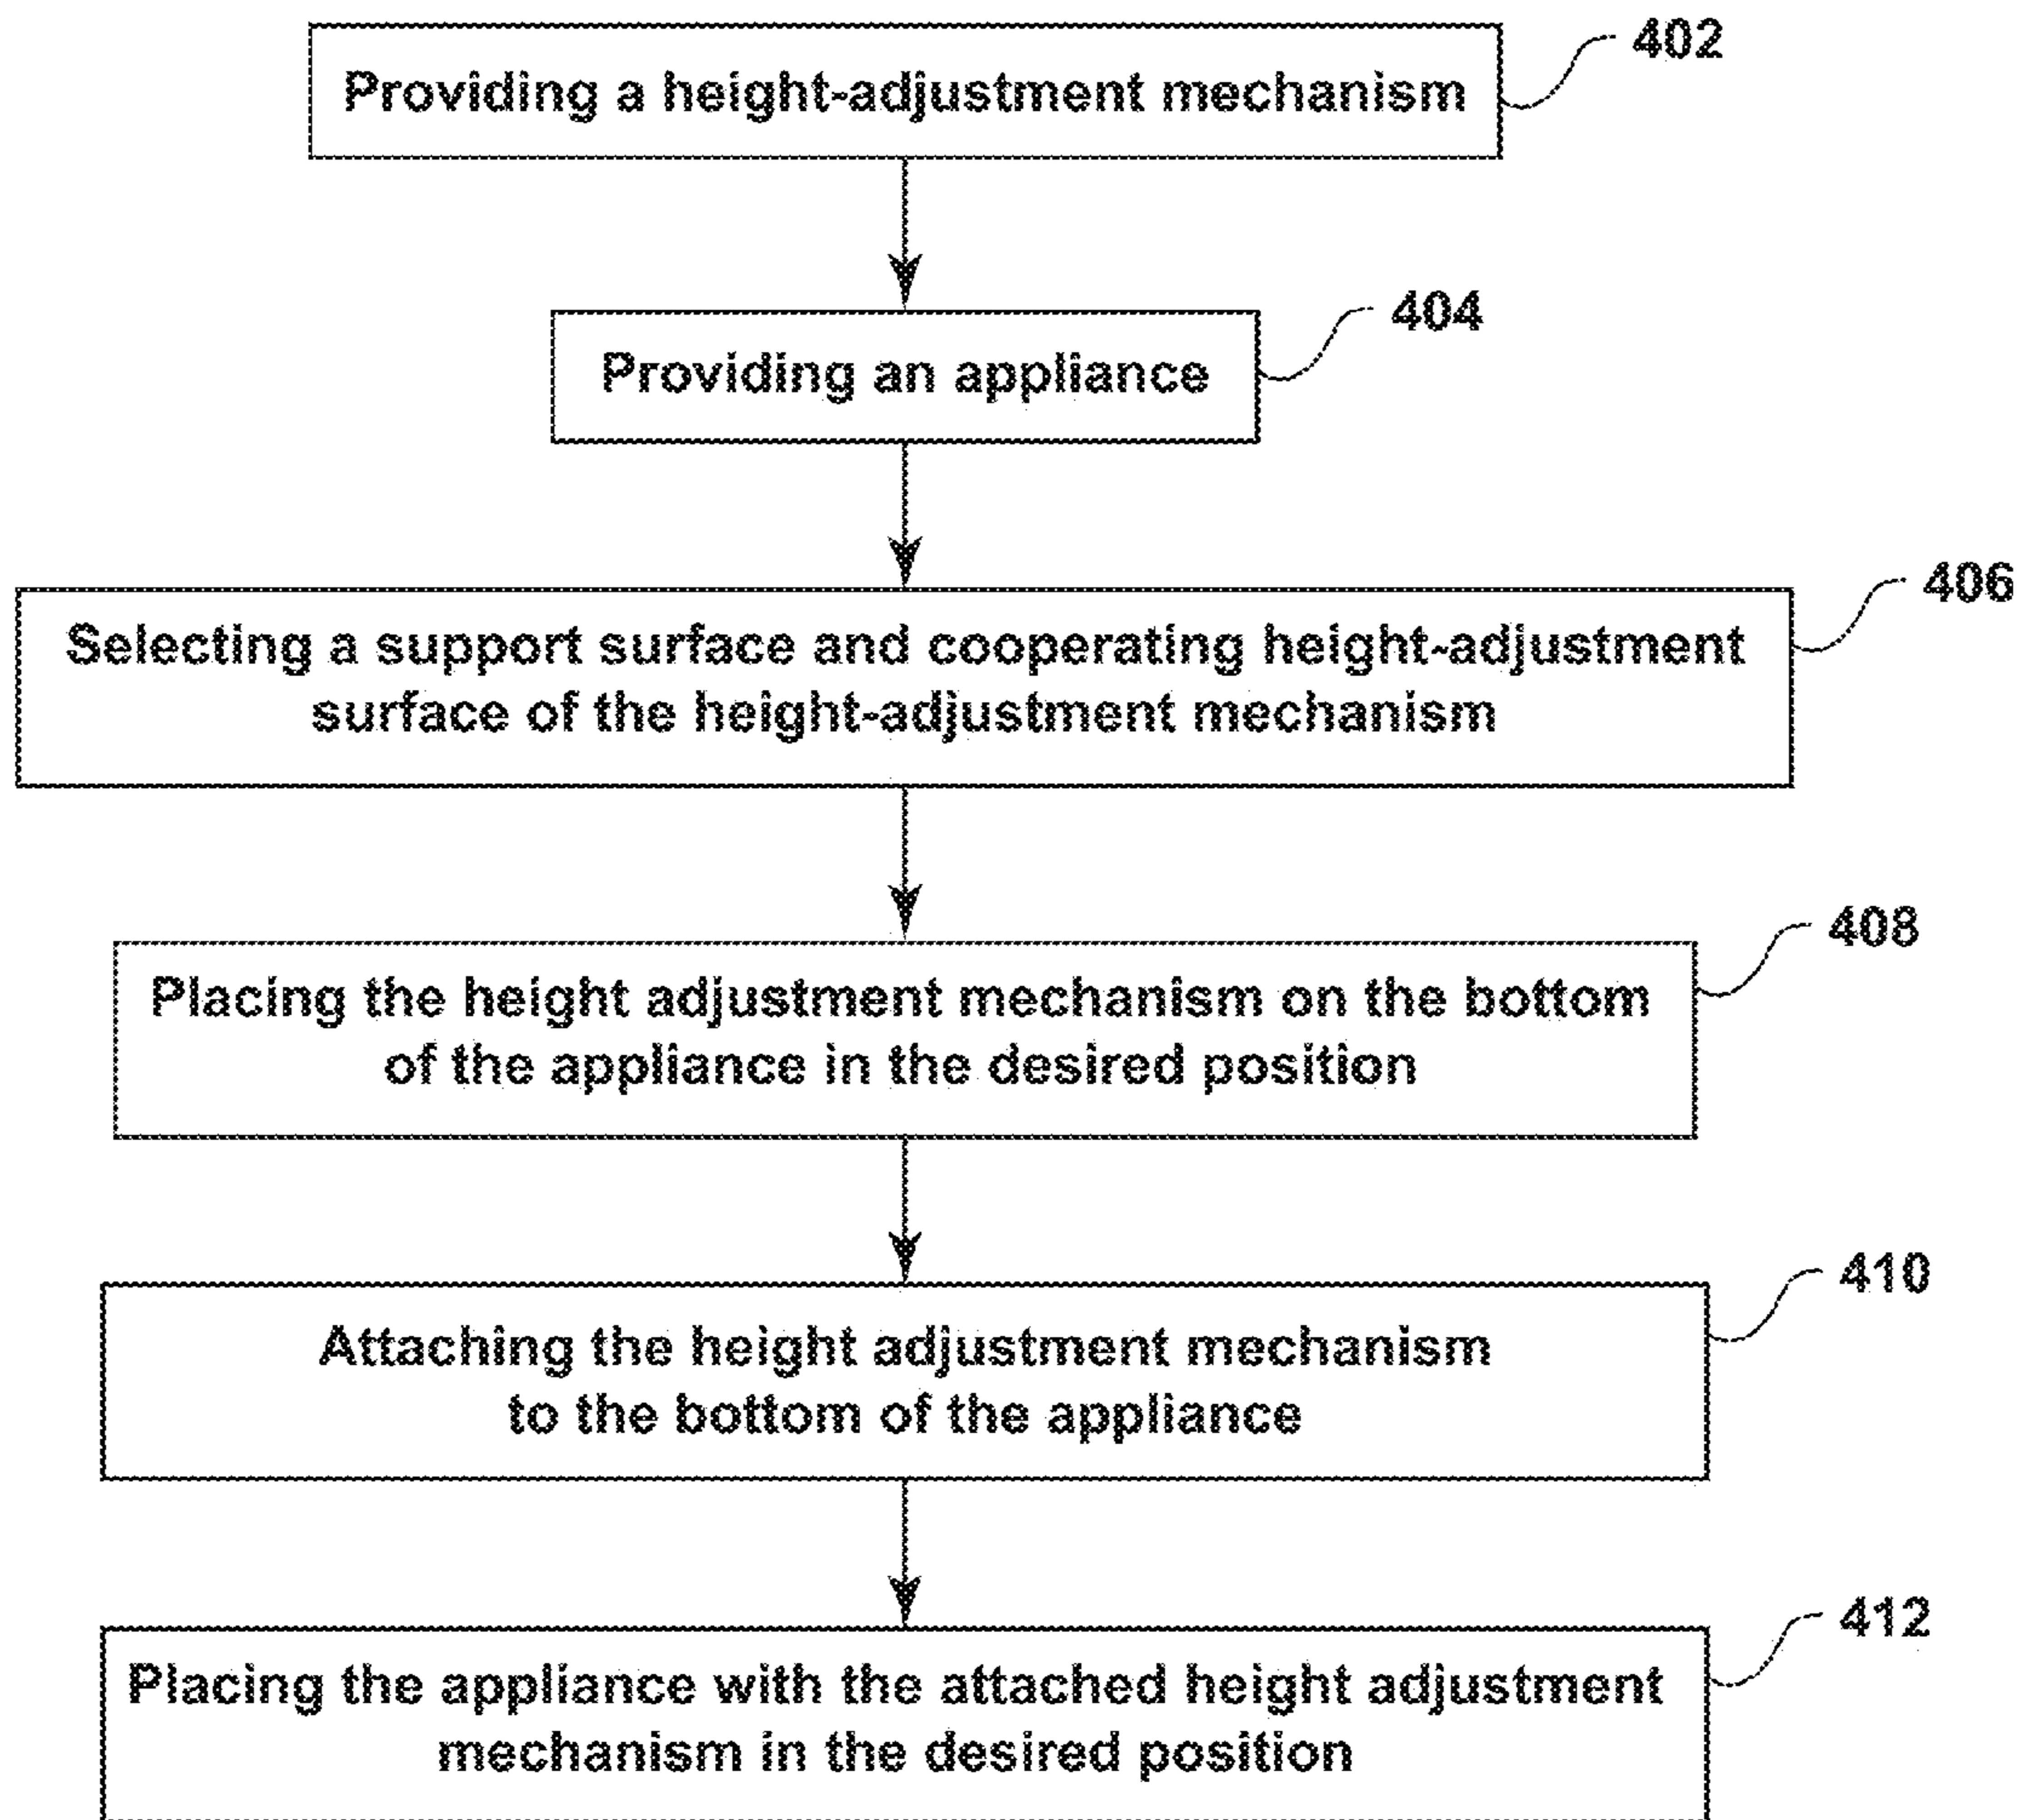 Providing a height-adjustment mechanism
402
Providing an appliance
404
Selecting a support surface and cooperating height-adjustment
surface of the height-adjustment mechanism
406
Placing the height adjustment mechanism on the bottom
of the appliance in the desired position
408
Attaching the height adjustment mechanism
to the bottom of the appliance
410
Placing the appliance with the attached height adjustment
mechanism in the desired position
412